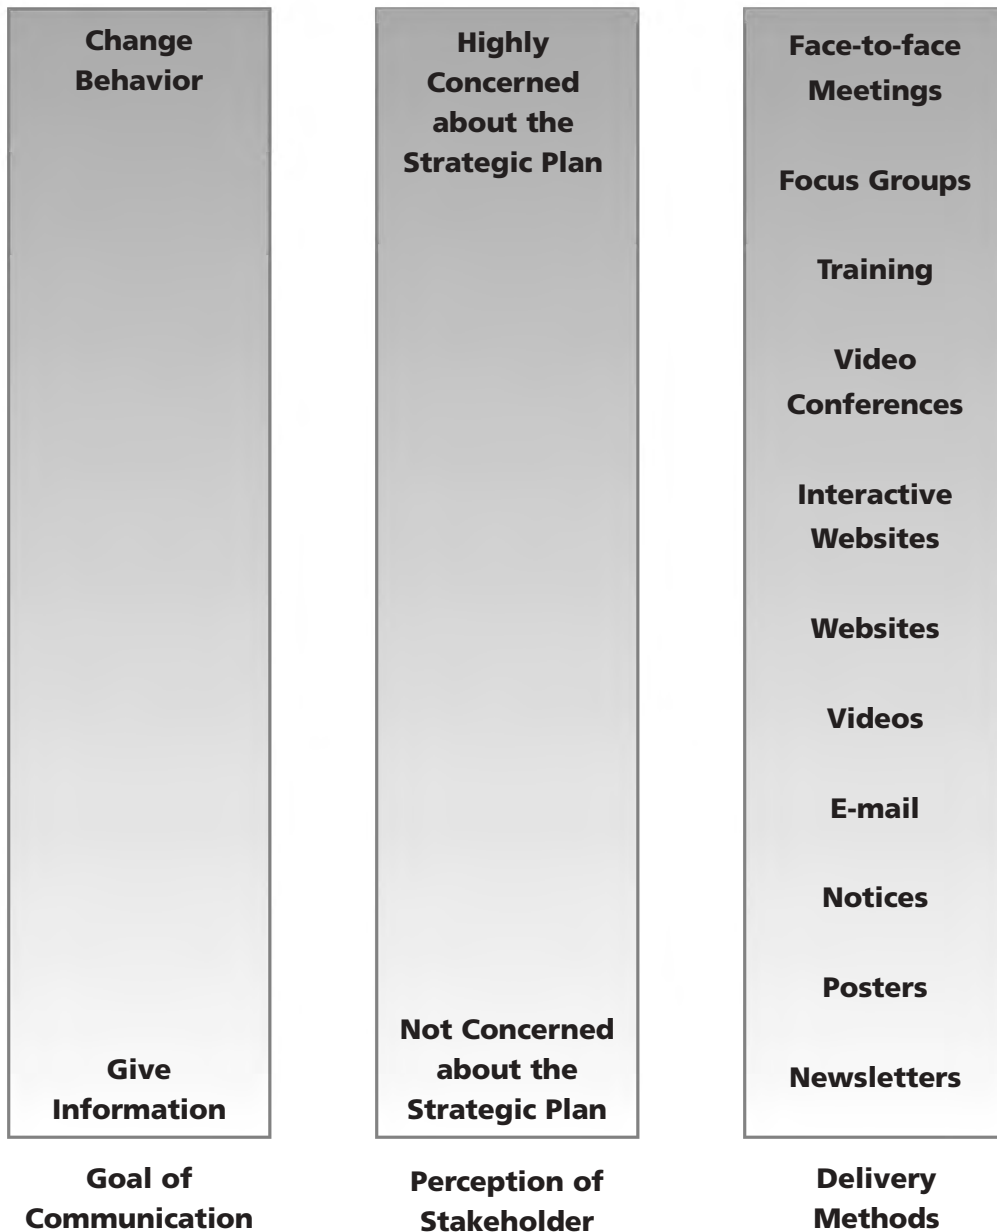 Change
Behavior
Give
Information
Goal of
Communication
Highly
Concerned
about the
Strategic Plan
Not Concerned
about the
Strategic Plan
Perception of
Stakeholder
Face-to-face
Meetings
Focus Groups
Training
Video
Conferences
Interactive
Websites
Websites
Videos
E-mail
Notices
Posters
Newsletters
Delivery
Methods